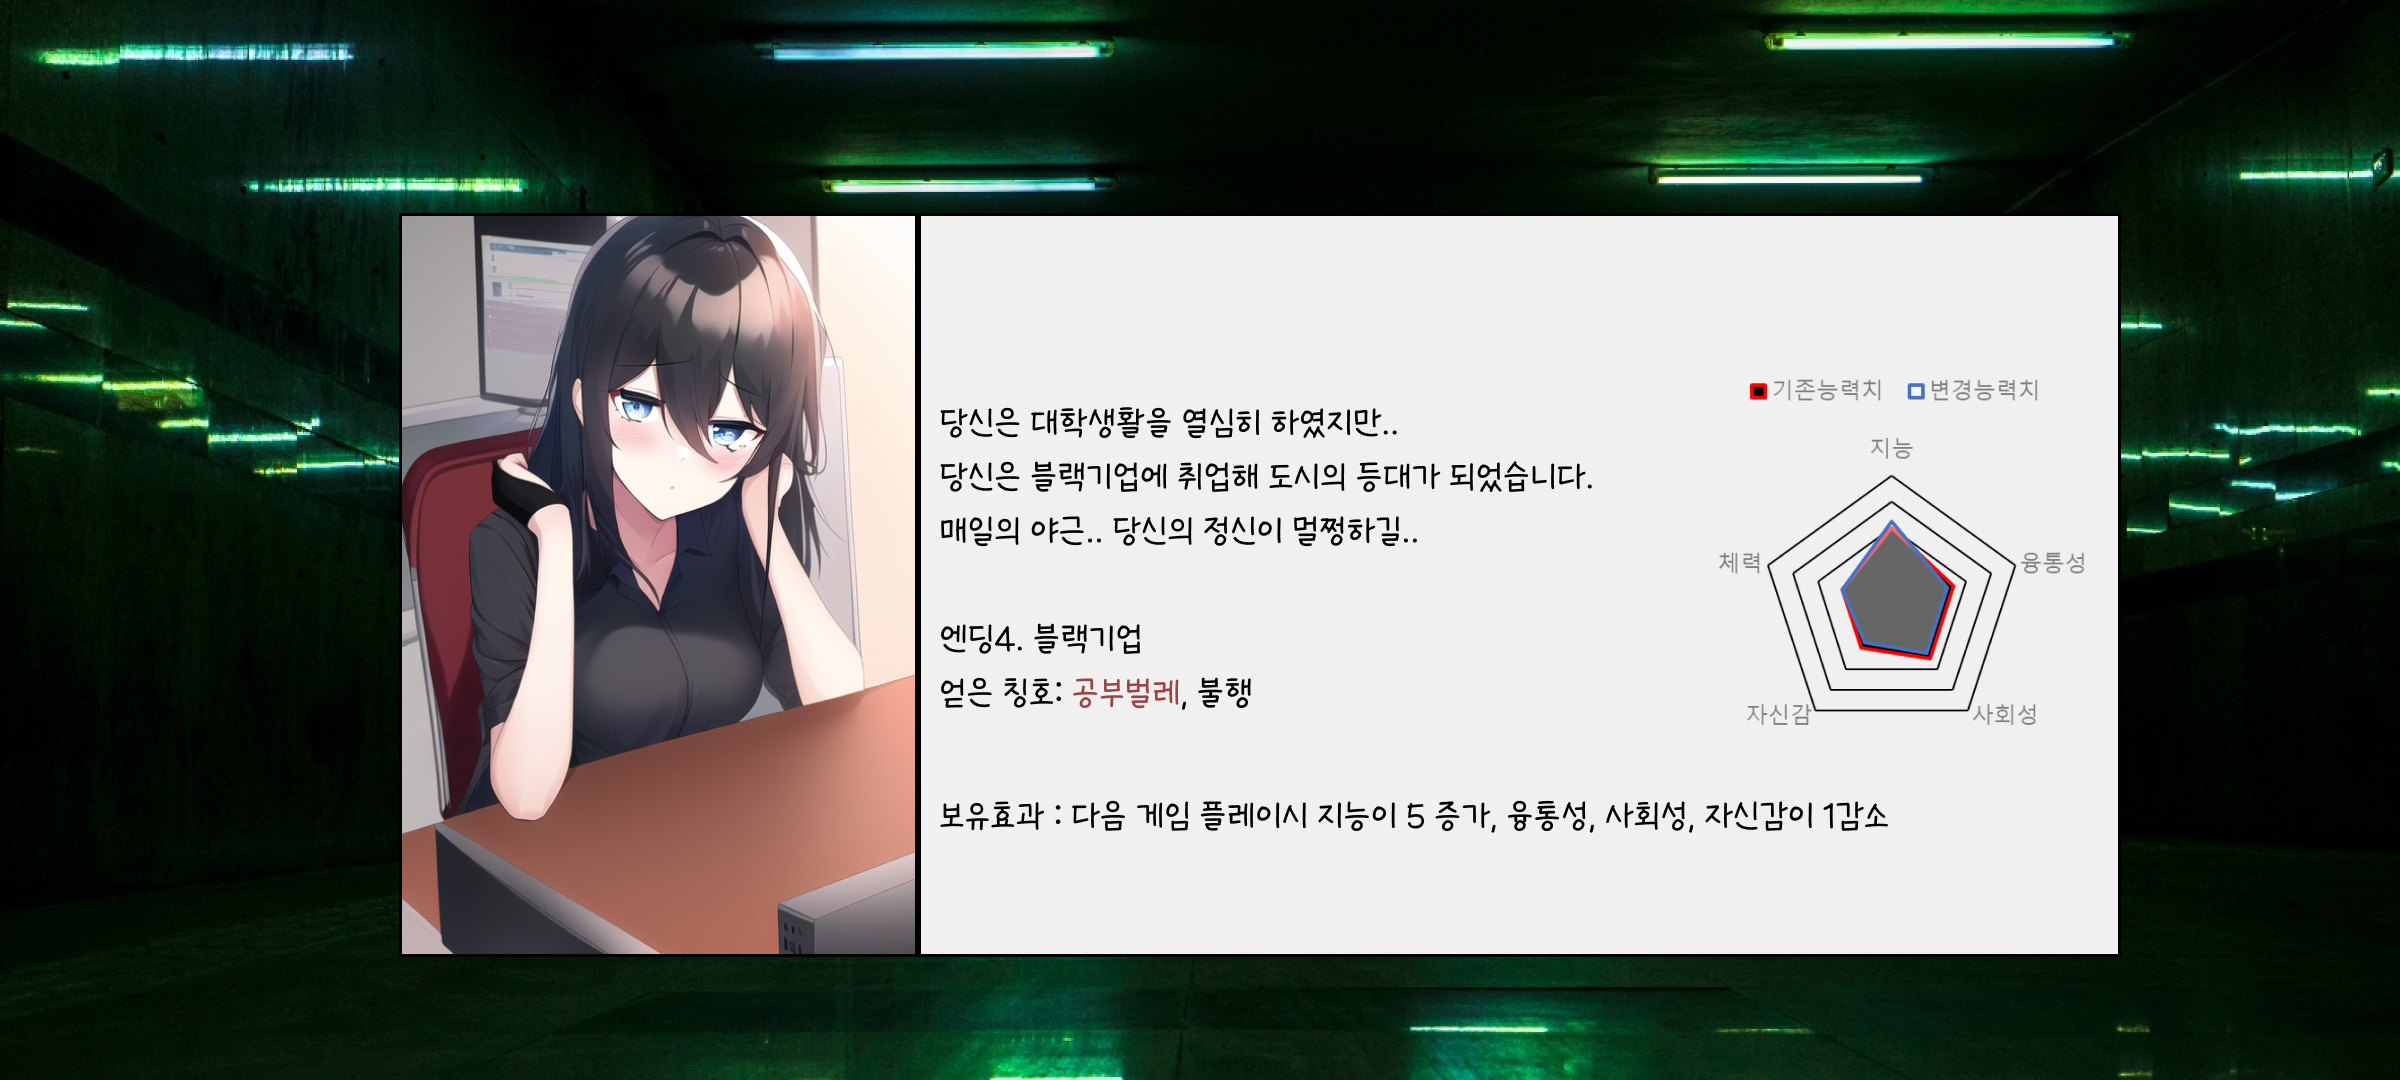 당신은 대학생활을 열심히 하였지만..
당신은 블랙기업에 취업해 도시의 등대가 되었습니다.
매일의 야근.. 당신의 정신이 멀쩡하길..
엔딩4. 블랙기업
얻은 칭호: 공부벌레, 불행
보유효과 : 다음 게임 플레이시 지능이 5 증가, 융통성, 사회성, 자신감이 1감소
기존능력치 변경능력치
지능
체력 융통성
자신감 사회성